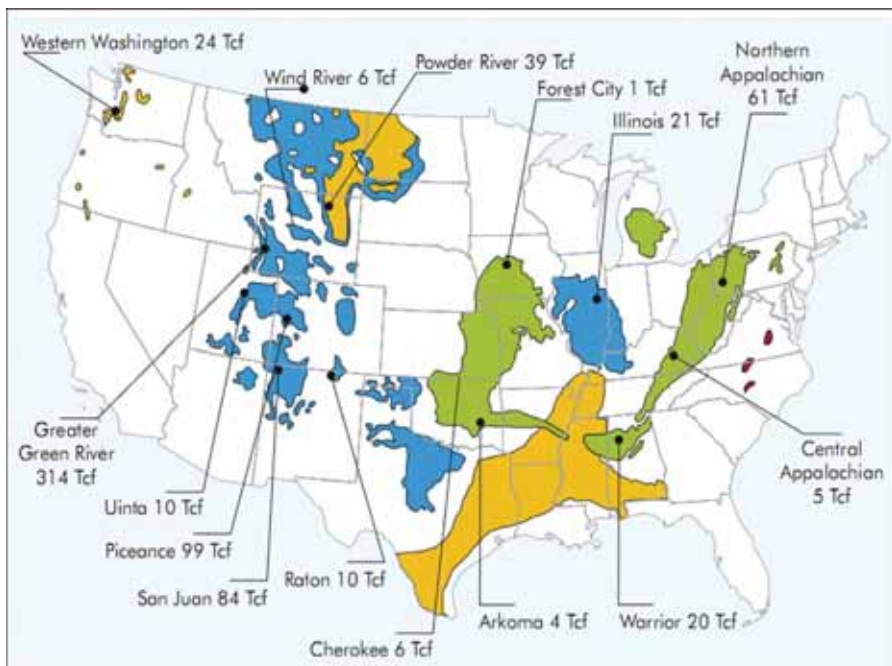 Western Washington 24 Tcf
Wind River 6 Tcf
Powder River 39 Tcf
Forest City 1 Tcf
Illinois 21 Tcf
Northern
Appalachian
61 Tcf
Greater
Green River
314 Tcf
Uinta 10 Tcf
Piceance 99 Tcf
San Juan 84 Tcf
Raton 10 Tcf
Cherokee 6 Tcf
Arkoma 4 Tcf
Warrior 20 Tcf
Central
Appalachian
5 Tcf